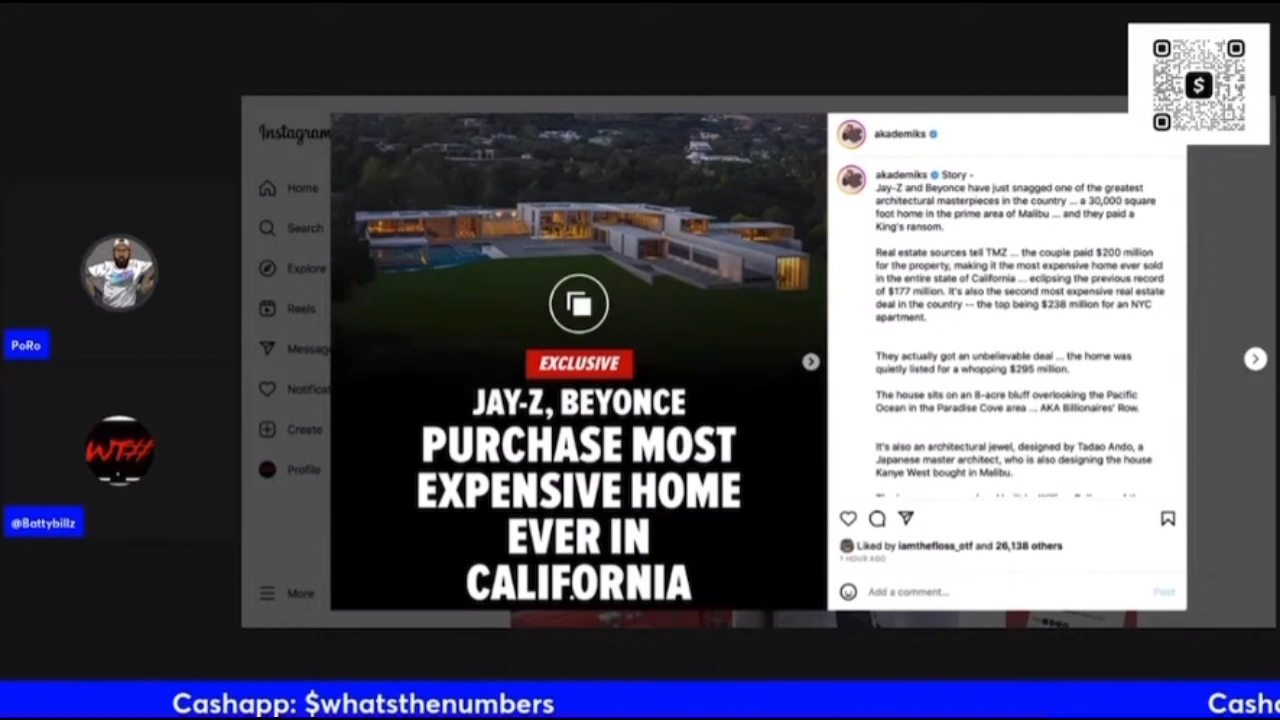 Instagram
Home
Search
Explore
Reels
Messag
Notificat
Create
Profile
More
PoRo
WTH
@Battybillz
EXCLUSIVE
JAY-Z, BEYONCE
PURCHASE MOST
EXPENSIVE HOME
EVER IN
CALIFORNIA
$
akademiks
akademiks Story -
Jay-Z and Beyonce have just snagged one of the greatest
architectural masterpieces in the country ... a 30,000 square
foot home in the prime area of Malibu ... and they paid a
King's ransom.
Real estate sources tell TMZ ... the couple paid $200 million
for the property, making it the most expensive home ever sold
in the entire state of California ... eclipsing the previous record
of $177 million. it's also the second most expensive real estate
deal in the country -- the top being $238 million for an NYC
apartment.
They actually got an unbelievable deal ... the home was
quietly listed for a whopping $295 million.
The house sits on an 8-acre bluff overlooking the Pacific
Ocean in the Paradise Cove area ... AKA Billionaires' Row.
It's also an architectural jewel, designed by Tadao Ando, a
Japanese master architect, who is also designing the house
Kanye West bought in Malibu.
Liked by iamthefloss_otf and 26,138 others
1 HOUR AGO
Add a comment...
Post
Cashapp: $whatsthenumbers
Casha